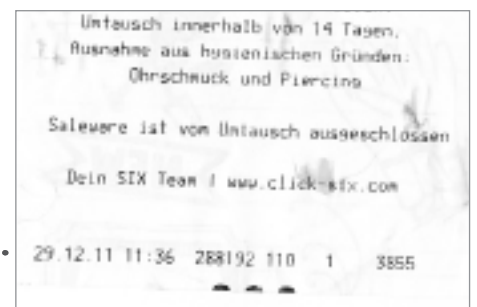 Umtausch innerhalb von 14 Tagen.
Ausnahme aus hygienischen Gründen:
Ohrschmuck und Piercing
Saleware ist vom Umtausch ausgeschlossen
Dein SIX Team / www.click-six.com
29.12.11 11:36 288192 110 1 3855